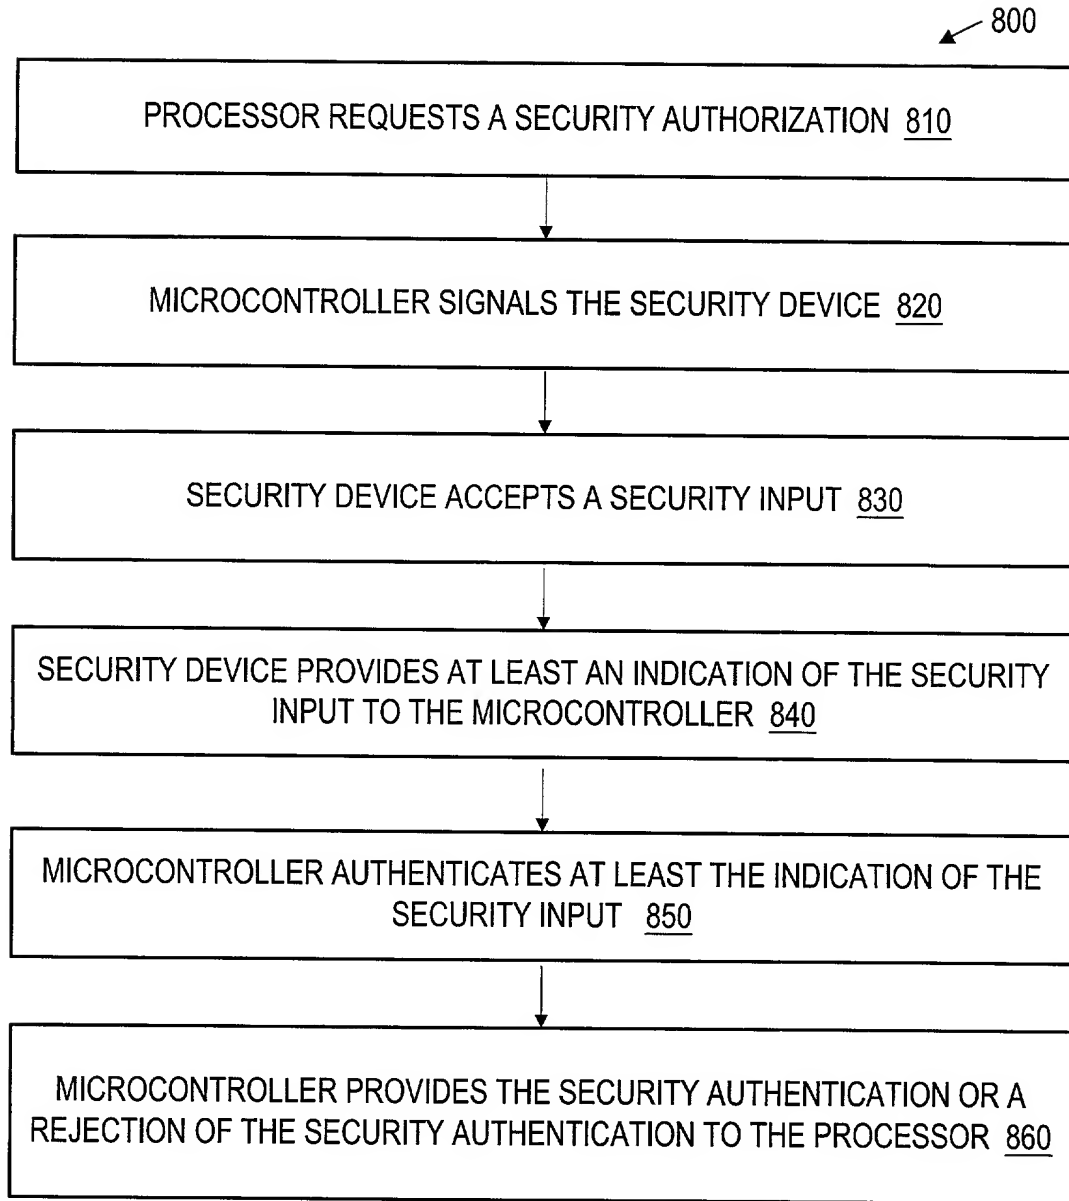 800
PROCESSOR REQUESTS A SECURITY AUTHORIZATION 810
MICROCONTROLLER SIGNALS THE SECURITY DEVICE 820
SECURITY DEVICE ACCEPTS A SECURITY INPUT 830
SECURITY DEVICE PROVIDES AT LEAST AN INDICATION OF THE SECURITY
INPUT TO THE MICROCONTROLLER 840
MICROCONTROLLER AUTHENTICATES AT LEAST THE INDICATION OF THE
SECURITY INPUT 850
MICROCONTROLLER PROVIDES THE SECURITY AUTHENTICATION OR A
REJECTION OF THE SECURITY AUTHENTICATION TO THE PROCESSOR 860